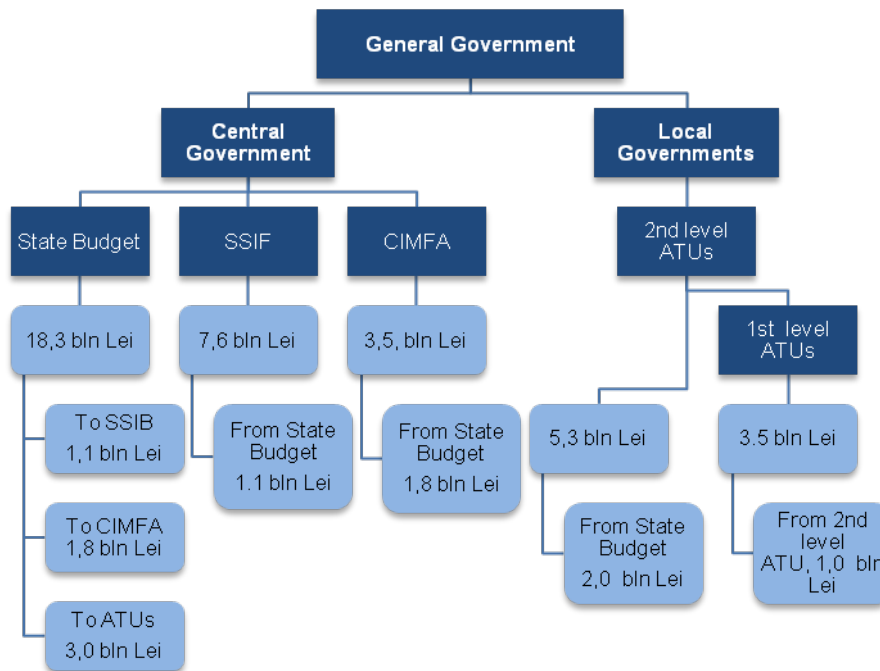 General Government
Central
Government
Local
Governments
State Budget
SSIF
CIMFA
2nd level
ATUs
18,3 bln Lei
7,6 bln Lei
3,5, bln Lei
1st level
ATUs
To SSIB
1,1 bln Lei
From State
Budget
1.1 bln Lei
From State
Budget
1,8 bln Lei
5,3 bln Lei
3.5 bln Lei
To CIMFA
1,8 bln Lei
From State
Budget
2,0 bln Lei
From 2nd
level
ATU, 1,0 bln
Lei
To ATUs
3,0 bln Lei